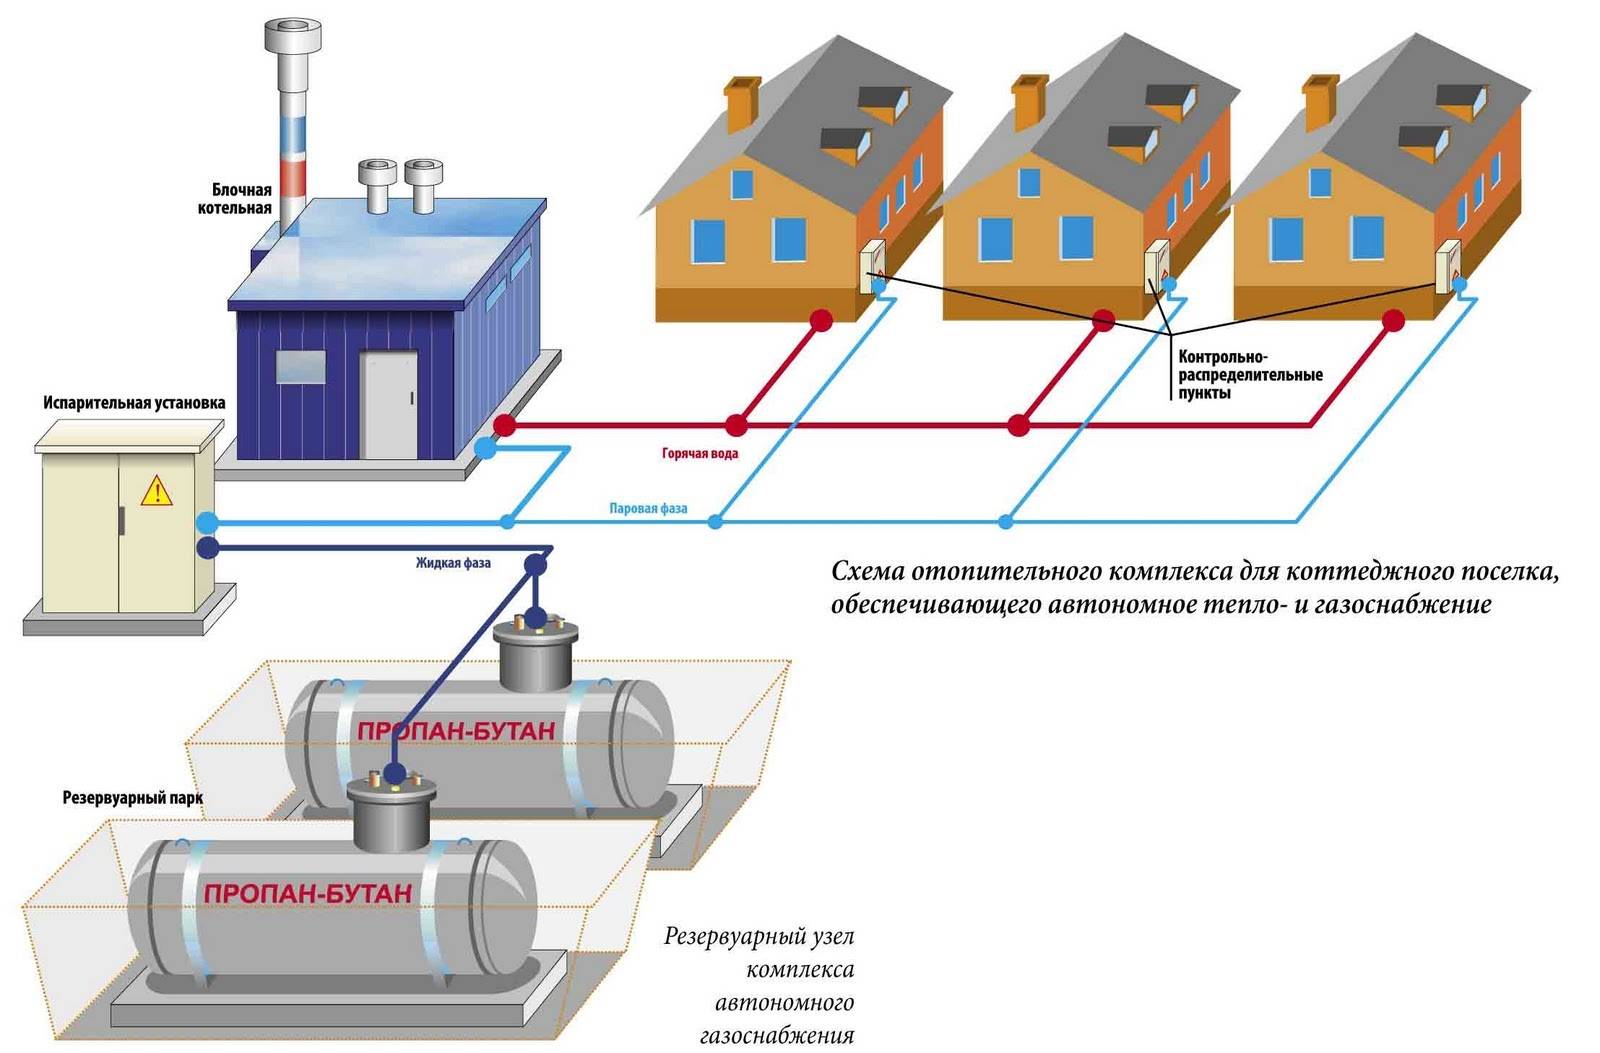 Блочная
котельная
Испарительная установка
Контрольно-
распределительные
пункты
Горячая вода
Паровая фаза
Жидкая фаза
Схема отопительного комплекса для коттеджного поселка,
обеспечивающего автономное тепло- и газоснабжение
ПРОПАН-БУТАН
Резервуарный парк
ПРОПАН-БУТАН
Резервуарный узел
комплекса
автономного
газоснабжения